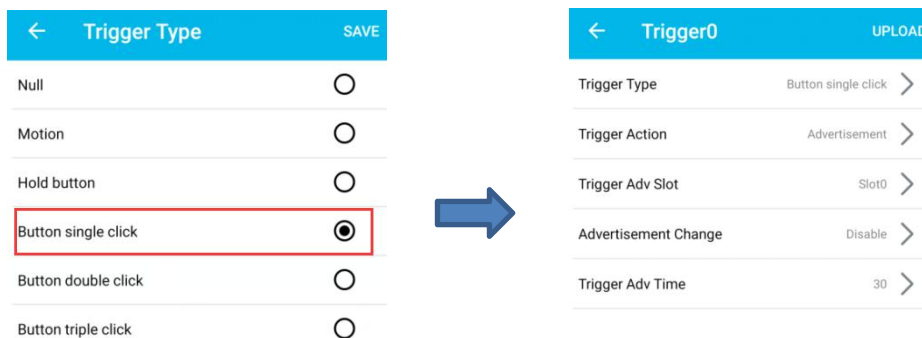 Trigger Type SAVE
Null
Motion
Hold button
Button single click
Button double click
Button triple click
Trigger0 UPLOAD
Trigger Type Button single click
Trigger Action Advertisement
Trigger Adv Slot Slot0
Advertisement Change Disable
Trigger Adv Time 30